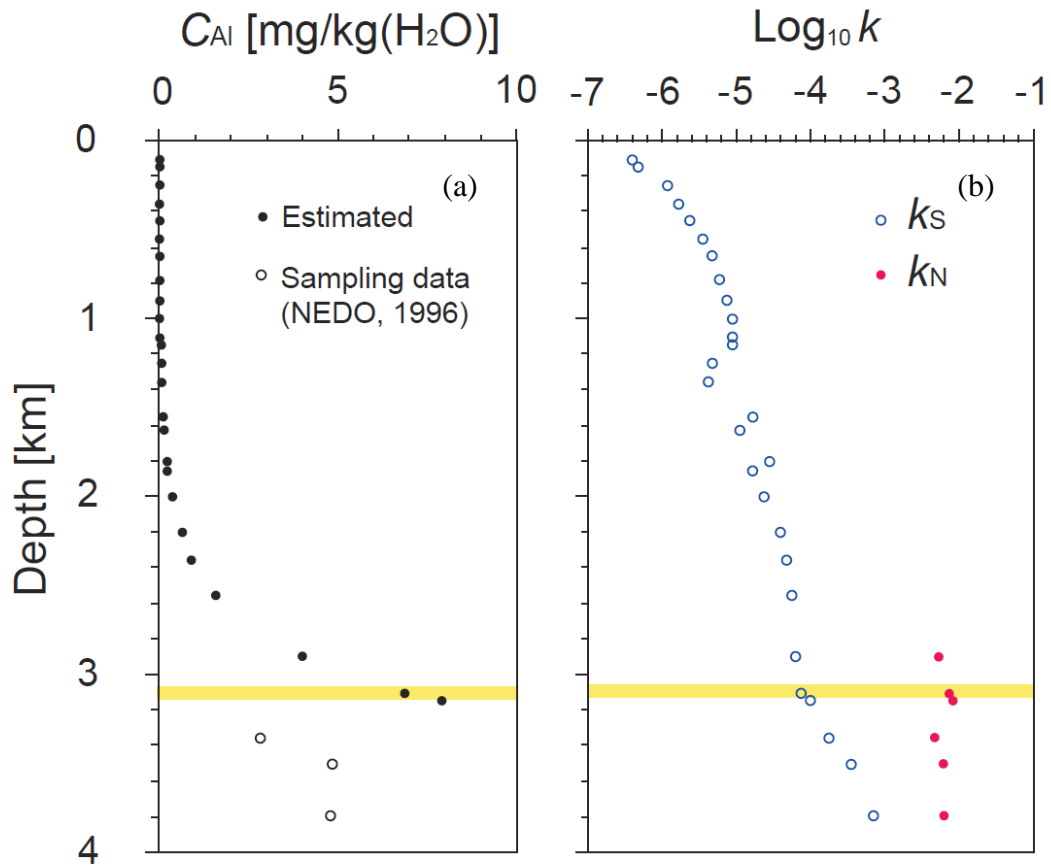 CAl [mg/kg(H₂O)]
0 5 10
Log₁₀ k
-7 -6 -5 -4 -3 -2 -1
Depth [km]
0
1
2
3
4
(a)
Estimated
Sampling data
(NEDO, 1996)
(b)
kS
kN